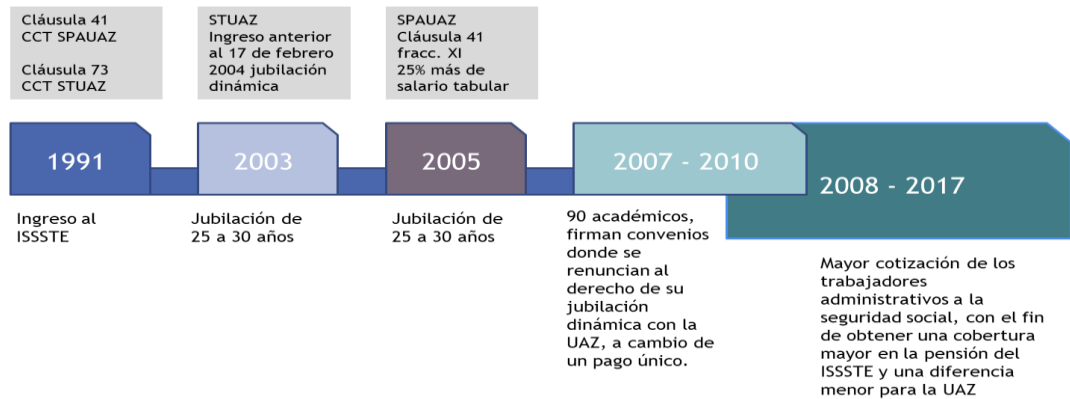 Cláusula 41
CCT SPAUAZ
Cláusula 73
CCT STUAZ
STUAZ
Ingreso anterior
al 17 de febrero
2004 jubilación
dinámica
SPAUAZ
Cláusula 41
fracc. XI
25% más de
salario tabular
1991
2003
2005
2007 - 2010
2008 - 2017
Ingreso al
ISSSTE
Jubilación de
25 a 30 años
Jubilación de
25 a 30 años
90 académicos,
firman convenios
donde se
renuncian al
derecho de su
jubilación
dinámica con la
UAZ, a cambio de
un pago único.
Mayor cotización de los
trabajadores
administrativos a la
seguridad social, con el fin
de obtener una cobertura
mayor en la pensión del
ISSSTE y una diferencia
menor para la UAZ